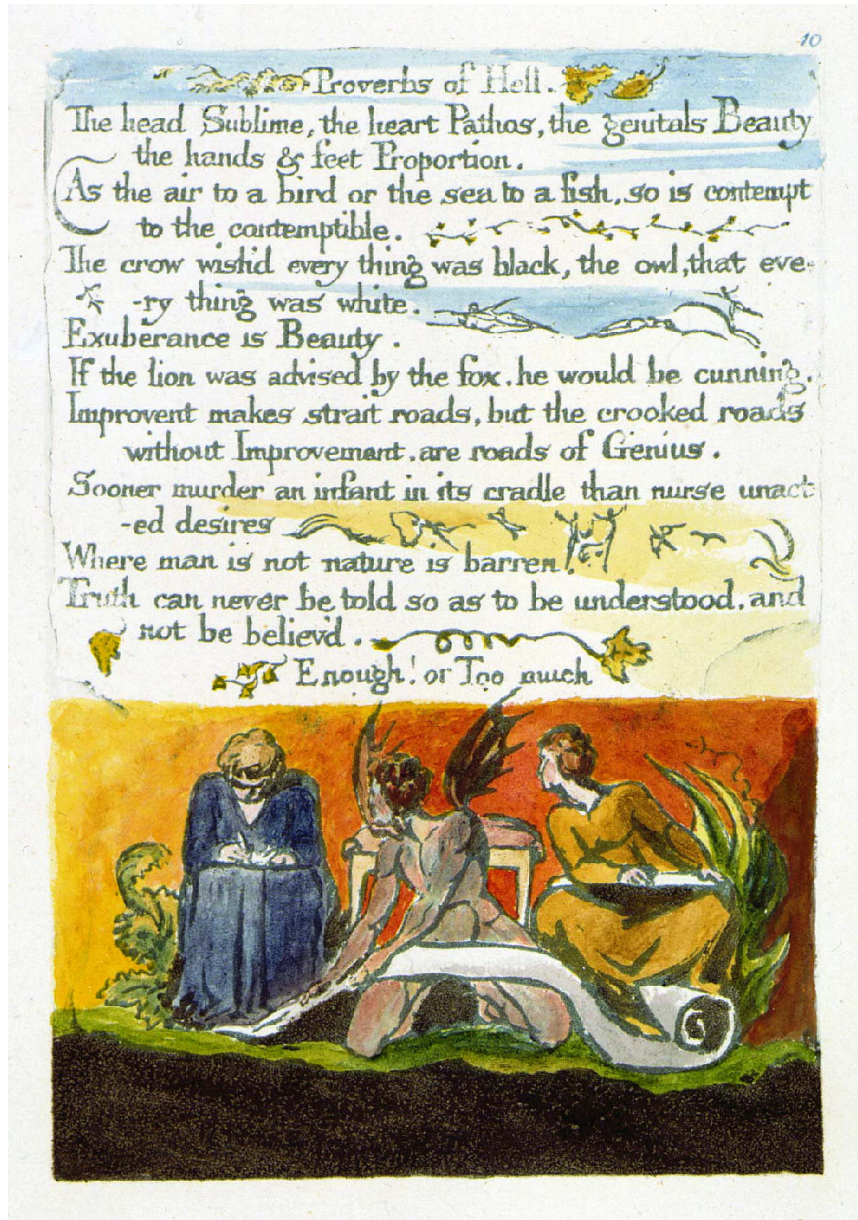 10
Proverbs of Hell.
The head Sublime, the heart Pathos, the genitals Beauty
the hands & feet Proportion.
As the air to a bird or the sea to a fish, so is contempt
to the contemptible.
The crow wish'd every thing was black, the owl, that eve-
-ry thing was white.
Exuberance is Beauty.
If the lion was advised by the fox. he would be cunning.
Improvent makes strait roads, but the crooked roads
without Improvement. are roads of Genius.
Sooner murder an infant in its cradle than nurse unact-
-ed desires
Where man is not nature is barren.
Truth can never be told so as to be understood. and
not be believ'd.
Enough! or Too much